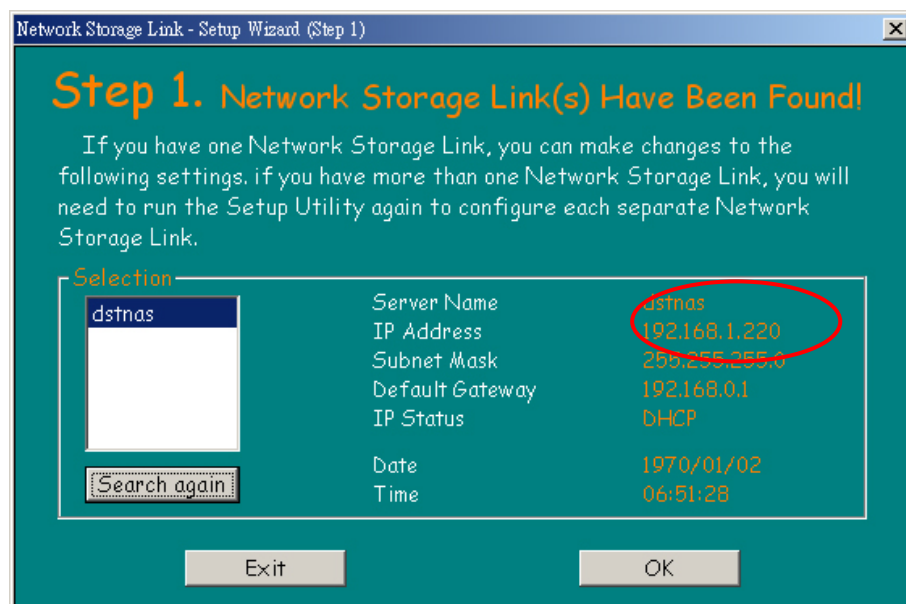 Network Storage Link - Setup Wizard (Step 1)
Step 1. Network Storage Link(s) Have Been Found!
If you have one Network Storage Link, you can make changes to the
following settings. if you have more than one Network Storage Link, you will
need to run the Setup Utility again to configure each separate Network
Storage Link.
Selection
dstnas
Search again
Server Name dstnas
IP Address 192.168.1.220
Subnet Mask 255.255.255.0
Default Gateway 192.168.0.1
IP Status DHCP
Date 1970/01/02
Time 06:51:28
Exit
OK